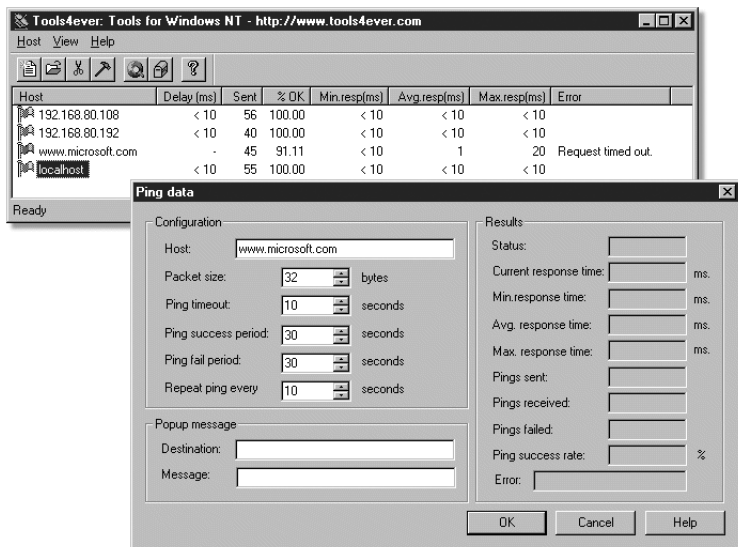 Tools4ever: Tools for Windows NT - http://www.tools4ever.com
Host View Help
Host Delay (ms) Sent % OK Min.resp(ms) Avg.resp(ms) Max.resp(ms) Error
192.168.80.108 < 10 56 100.00 < 10 < 10 < 10
192.168.80.192 < 10 40 100.00 < 10 < 10 < 10
www.microsoft.com - 45 91.11 < 10 1 20 Request timed out.
localhost < 10 55 100.00 < 10 < 10 < 10
Ready
Ping data
Configuration
Host: www.microsoft.com
Packet size: 32 bytes
Ping timeout: 10 seconds
Ping success period: 30 seconds
Ping fail period: 30 seconds
Repeat ping every 10 seconds
Popup message
Destination:
Message:
Results
Status:
Current response time: ms.
Min.response time: ms.
Avg. response time: ms.
Max. response time: ms.
Pings sent:
Pings received:
Pings failed:
Ping success rate: %
Error:
OK Cancel Help